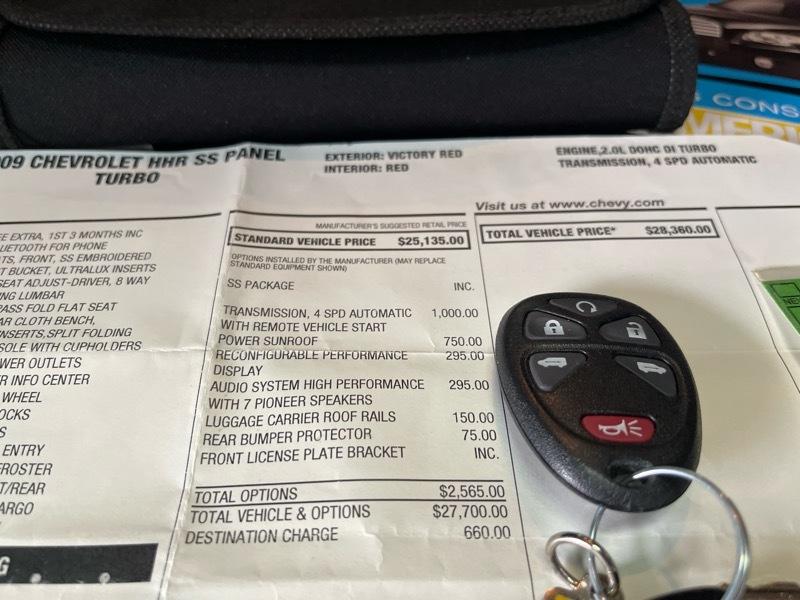 CONS
09 CHEVROLET HHR SS PANEL
TURBO
EXTERIOR: VICTORY RED
INTERIOR: RED
ENGINE,2.0L DOHC DI TURBO
TRANSMISSION, 4 SPD AUTOMATIC
Visit us at www.chevy.com
E EXTRA, 1ST 3 MONTHS INC
UETOOTH FOR PHONE
TS, FRONT, SS EMBROIDERED
T BUCKET, ULTRALUX INSERTS
SEAT ADJUST-DRIVER, 8 WAY
NG LUMBAR
PASS FOLD FLAT SEAT
AR CLOTH BENCH,
INSERTS,SPLIT FOLDING
SOLE WITH CUPHOLDERS
WER OUTLETS
R INFO CENTER
WHEEL
OCKS
S
ENTRY
FROSTER
T/REAR
ARGO
G
MANUFACTURER'S SUGGESTED RETAIL PRICE
STANDARD VEHICLE PRICE $25,135.00
OPTIONS INSTALLED BY THE MANUFACTURER (MAY REPLACE
STANDARD EQUIPMENT SHOWN)
SS PACKAGE INC.
TRANSMISSION, 4 SPD AUTOMATIC 1,000.00
WITH REMOTE VEHICLE START
POWER SUNROOF 750.00
RECONFIGURABLE PERFORMANCE 295.00
DISPLAY
AUDIO SYSTEM HIGH PERFORMANCE 295.00
WITH 7 PIONEER SPEAKERS
LUGGAGE CARRIER ROOF RAILS 150.00
REAR BUMPER PROTECTOR 75.00
FRONT LICENSE PLATE BRACKET INC.
TOTAL OPTIONS $2,565.00
TOTAL VEHICLE & OPTIONS $27,700.00
DESTINATION CHARGE 660.00
TOTAL VEHICLE PRICE* $28,360.00